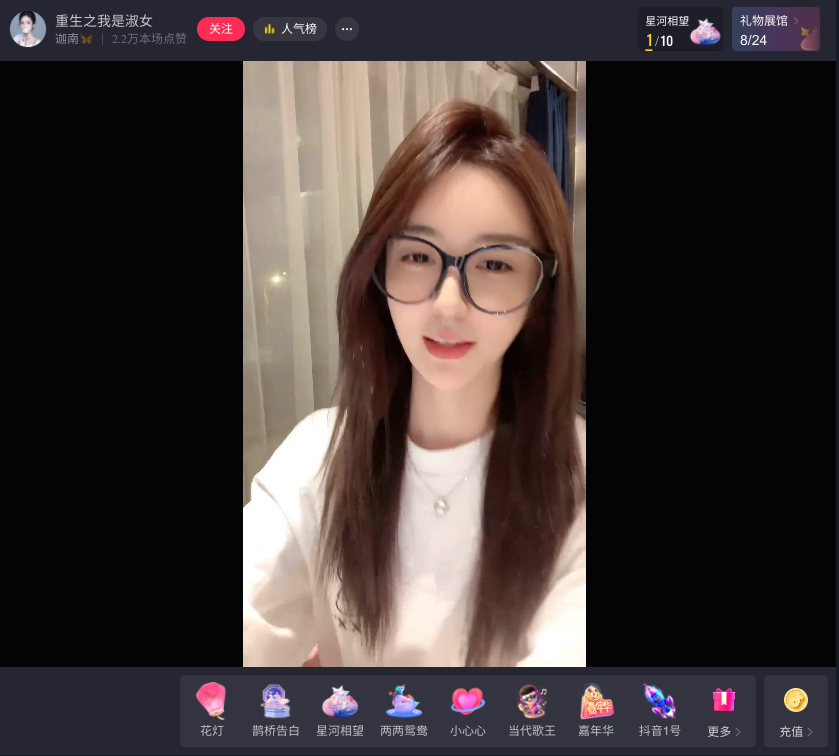 重生之我是淑女
迦南 2.2万本场点赞
关注
人气榜
星河相望
1/10
礼物展馆
8/24
花灯
鹊桥告白
星河相望
两两鸳鸯
小心心
当代歌王
嘉年华
嘉年华
抖音1号
更多
充值